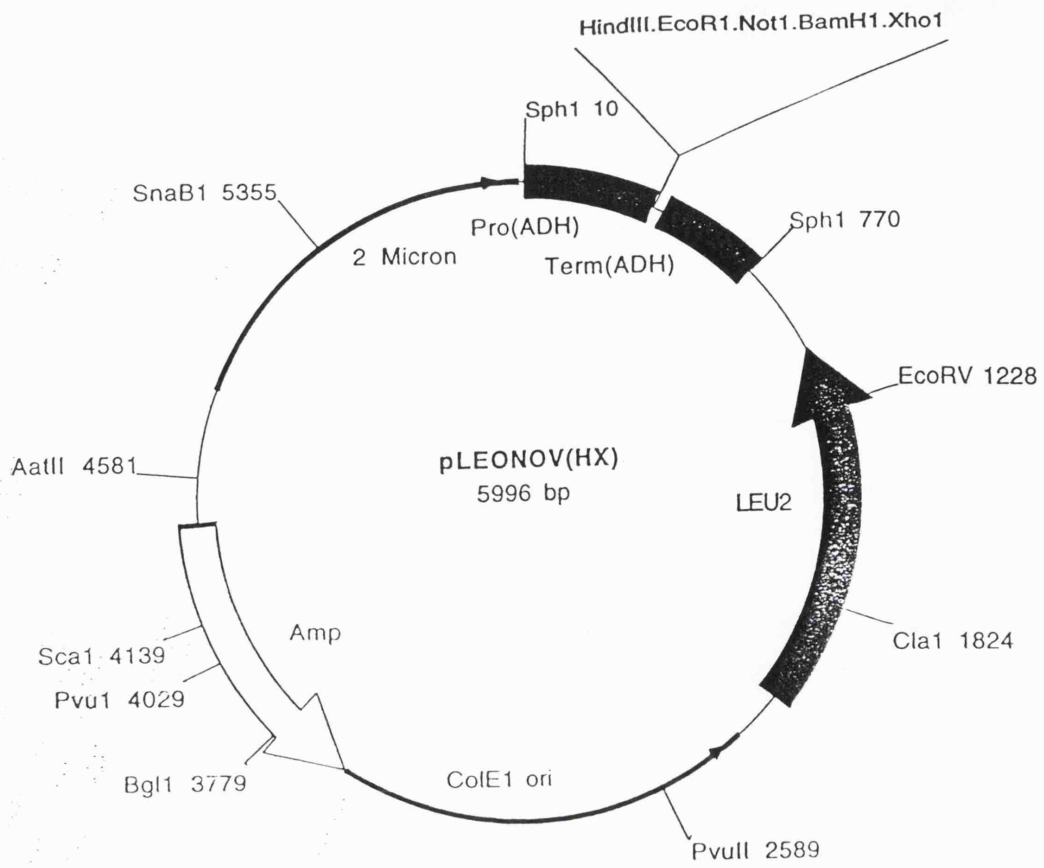 HindIII.EcoR1.Not1.BamH1.Xho1
Sph1 10
SnaB1 5355
Pro(ADH)
Sph1 770
2 Micron
Term(ADH)
EcoRV 1228
AatII 4581
pLEONOV(HX)
5996 bp
LEU2
Amp
Sca1 4139
Cla1 1824
Pvu1 4029
Bgl1 3779
ColE1 ori
PvuII 2589